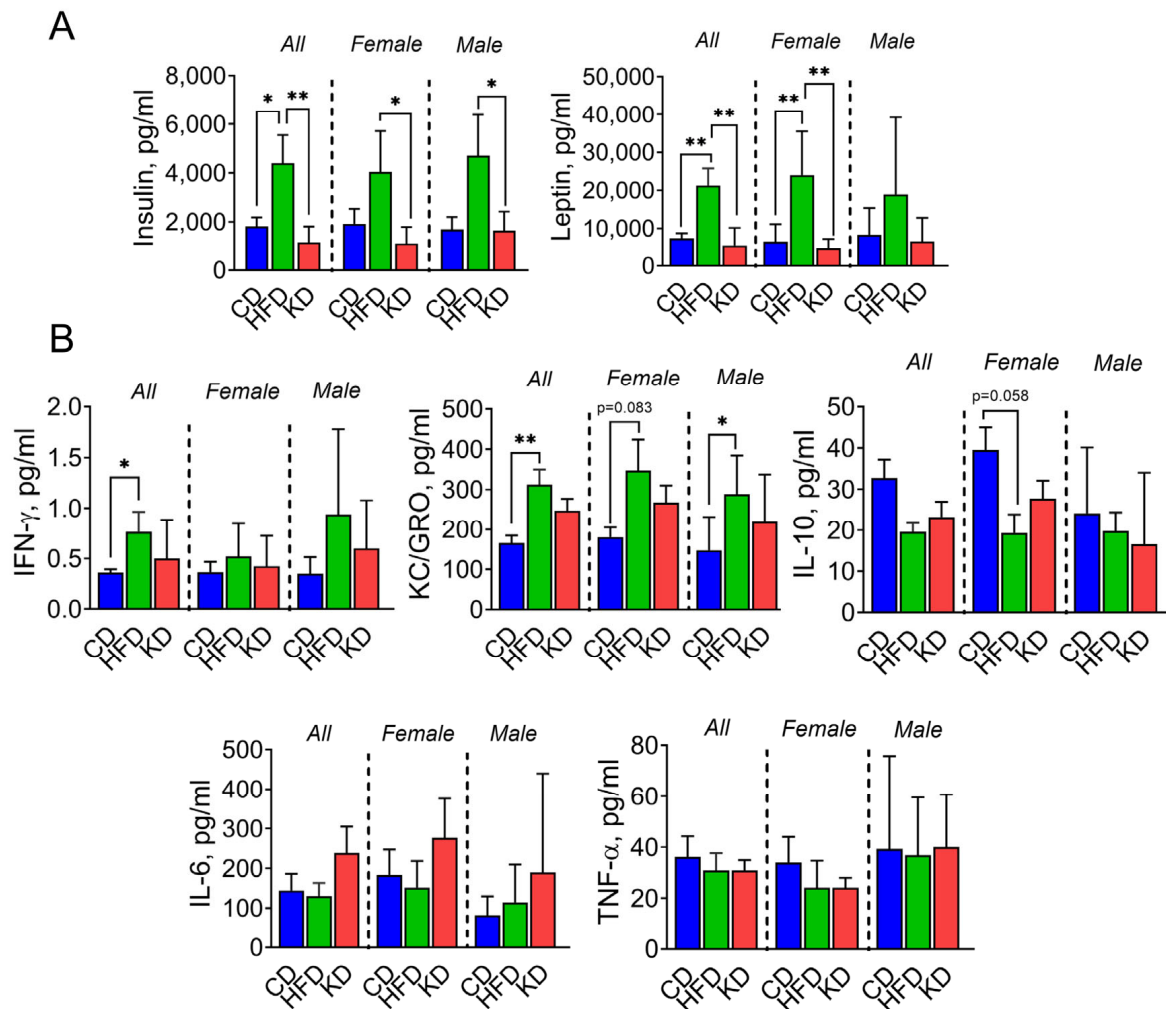 A
All Female Male
Insulin, pg/ml
8,000
6,000
4,000
2,000
0
* **
*
*
CD HFD KD CD HFD KD CD HFD KD
All Female Male
Leptin, pg/ml
50,000
40,000
30,000
20,000
10,000
0
** **
** **
CD HFD KD CD HFD KD CD HFD KD
B
All Female Male
IFN-γ, pg/ml
2.0
1.5
1.0
0.5
0.0
*
CD HFD KD CD HFD KD CD HFD KD
All Female Male
KC/GRO, pg/ml
500
400
300
200
100
0
**
p=0.083
*
CD HFD KD CD HFD KD CD HFD KD
All Female Male
IL-10, pg/ml
50
40
30
20
10
0
p=0.058
CD HFD KD CD HFD KD CD HFD KD
All Female Male
IL-6, pg/ml
500
400
300
200
100
0
CD HFD KD CD HFD KD CD HFD KD
All Female Male
TNF-α, pg/ml
80
60
40
20
0
CD HFD KD CD HFD KD CD HFD KD